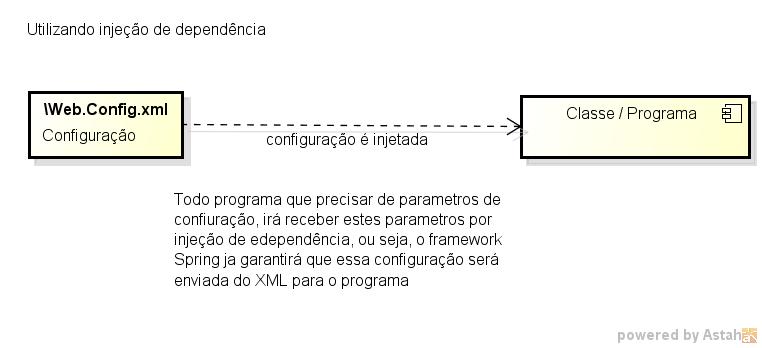 Utilizando injeção de dependência
\Web.Config.xml
Configuração
configuração é injetada
Classe / Programa
Todo programa que precisar de parametros de
confiuração, irá receber estes parametros por
injeção de edependência, ou seja, o framework
Spring ja garantirá que essa configuração será
enviada do XML para o programa
powered by Astah